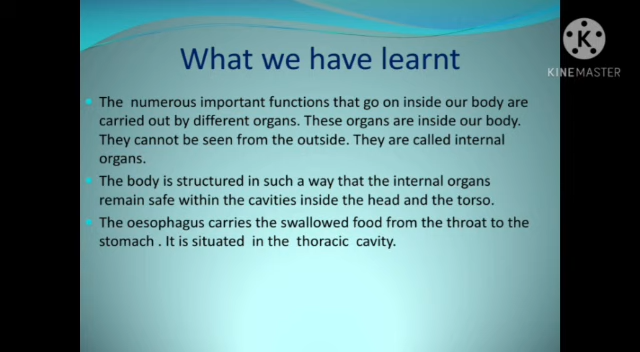 K
KINEMASTER
What we have learnt
The numerous important functions that go on inside our body are
carried out by different organs. These organs are inside our body.
They cannot be seen from the outside. They are called internal
organs.
The body is structured in such a way that the internal organs
remain safe within the cavities inside the head and the torso.
The oesophagus carries the swallowed food from the throat to the
stomach . It is situated in the thoracic cavity.